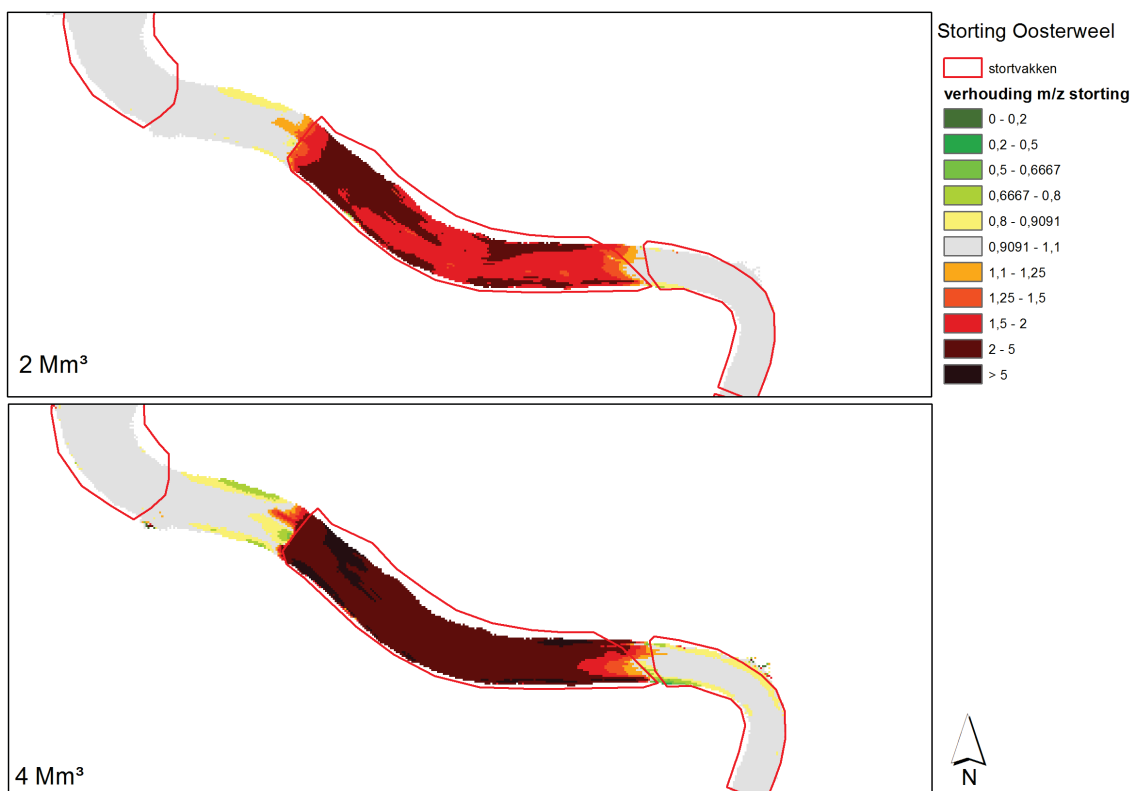 Storting Oosterweel
stortvakken
verhouding m/z storting
0 - 0,2
0,2 - 0,5
0,5 - 0,6667
0,6667 - 0,8
0,8 - 0,9091
0,9091 - 1,1
1,1 - 1,25
1,25 - 1,5
1,5 - 2
2 - 5
> 5
2 Mm³
4 Mm³
N